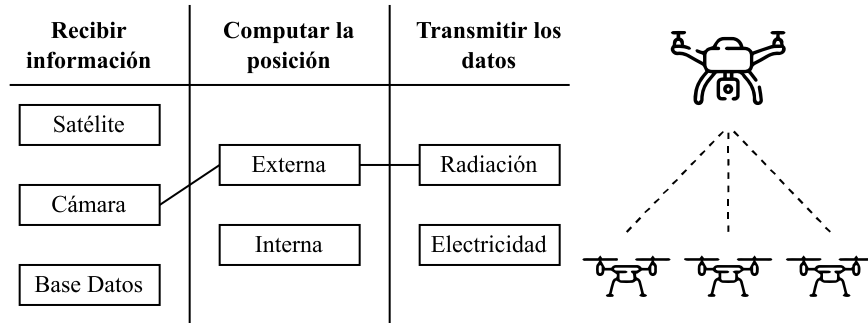 Recibir
información
Computar la
posición
Transmitir los
datos
Satélite
Cámara
Base Datos
Externa
Interna
Radiación
Electricidad